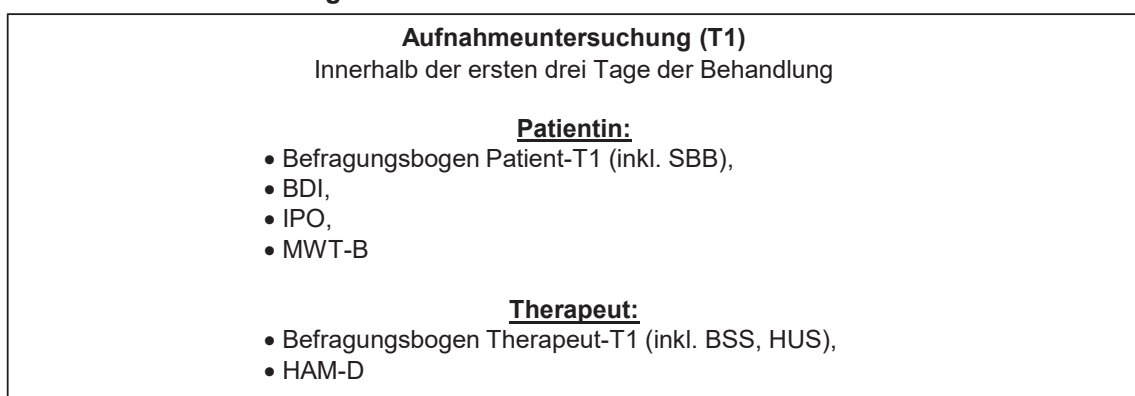 Aufnahmeuntersuchung (T1)
Innerhalb der ersten drei Tage der Behandlung
Patientin:
• Befragungsbogen Patient-T1 (inkl. SBB),
• BDI,
• IPO,
• MWT-B
Therapeut:
• Befragungsbogen Therapeut-T1 (inkl. BSS, HUS),
• HAM-D